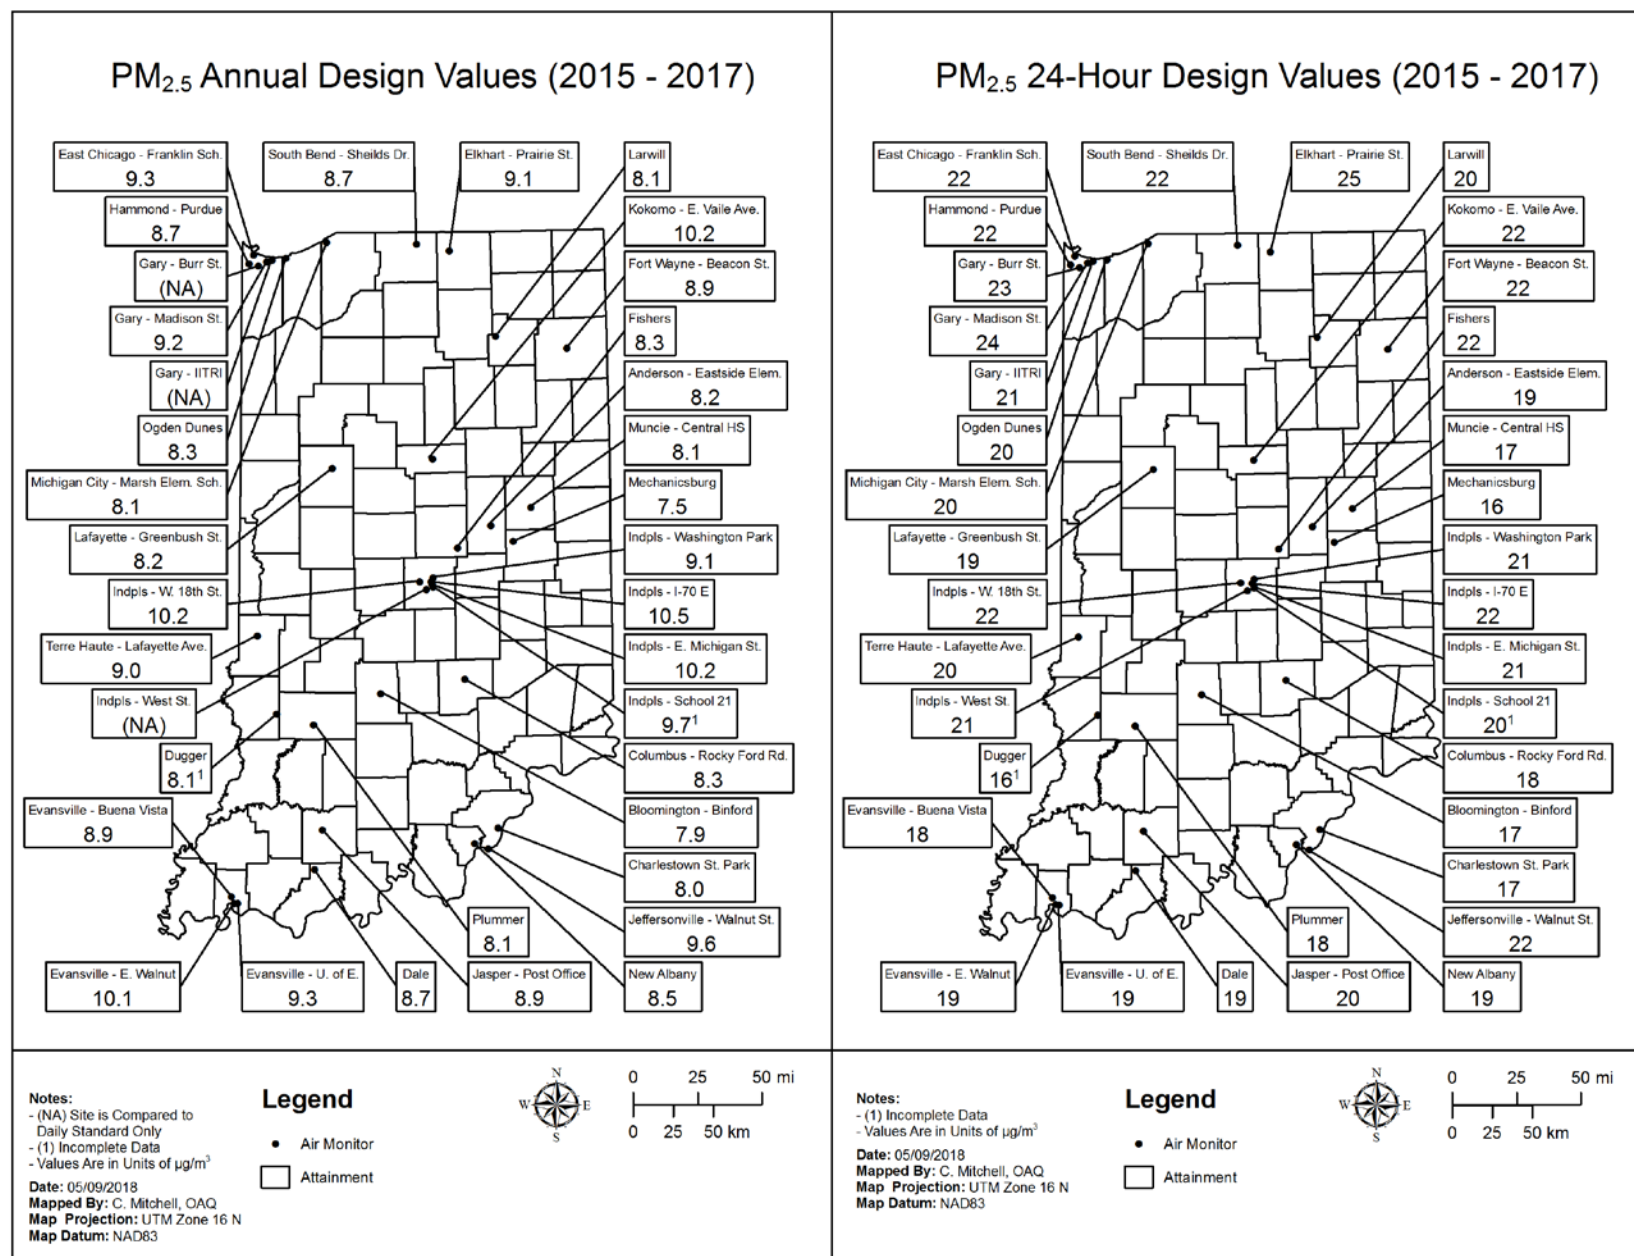 PM2.5 Annual Design Values (2015 - 2017)
East Chicago - Franklin Sch.
9.3
South Bend - Sheilds Dr.
8.7
Elkhart - Prairie St.
9.1
Larwill
8.1
Hammond - Purdue
8.7
Kokomo - E. Vaile Ave.
10.2
Gary - Burr St.
(NA)
Fort Wayne - Beacon St.
8.9
Gary - Madison St.
9.2
Fishers
8.3
Gary - IITRI
(NA)
Anderson - Eastside Elem.
8.2
Ogden Dunes
8.3
Muncie - Central HS
8.1
Michigan City - Marsh Elem. Sch.
8.1
Mechanicsburg
7.5
Lafayette - Greenbush St.
8.2
Indpls - Washington Park
9.1
Indpls - W. 18th St.
10.2
Indpls - I-70 E
10.5
Terre Haute - Lafayette Ave.
9.0
Indpls - E. Michigan St.
10.2
Indpls - West St.
(NA)
Indpls - School 21
9.7¹
Dugger
8.1¹
Columbus - Rocky Ford Rd.
8.3
Evansville - Buena Vista
8.9
Bloomington - Binford
7.9
Charlestown St. Park
8.0
Plummer
8.1
Jeffersonville - Walnut St.
9.6
Evansville - E. Walnut
10.1
Evansville - U. of E.
9.3
Dale
8.7
Jasper - Post Office
8.9
New Albany
8.5
Notes:
- (NA) Site is Compared to
Daily Standard Only
- (1) Incomplete Data
- Values Are in Units of µg/m³
Date: 05/09/2018
Mapped By: C. Mitchell, OAQ
Map Projection: UTM Zone 16 N
Map Datum: NAD83
Legend
Air Monitor
Attainment
N
W E
S
0 25 50 mi
0 25 50 km
PM2.5 24-Hour Design Values (2015 - 2017)
East Chicago - Franklin Sch.
22
South Bend - Sheilds Dr.
22
Elkhart - Prairie St.
25
Larwill
20
Hammond - Purdue
22
Kokomo - E. Vaile Ave.
22
Gary - Burr St.
23
Fort Wayne - Beacon St.
22
Gary - Madison St.
24
Fishers
22
Gary - IITRI
21
Anderson - Eastside Elem.
19
Ogden Dunes
20
Muncie - Central HS
17
Michigan City - Marsh Elem. Sch.
20
Mechanicsburg
16
Lafayette - Greenbush St.
19
Indpls - Washington Park
21
Indpls - W. 18th St.
22
Indpls - I-70 E
22
Terre Haute - Lafayette Ave.
20
Indpls - E. Michigan St.
21
Indpls - West St.
21
Indpls - School 21
20¹
Dugger
16¹
Columbus - Rocky Ford Rd.
18
Evansville - Buena Vista
18
Bloomington - Binford
17
Charlestown St. Park
17
Plummer
18
Jeffersonville - Walnut St.
22
Evansville - E. Walnut
19
Evansville - U. of E.
19
Dale
19
Jasper - Post Office
20
New Albany
19
Notes:
- (1) Incomplete Data
- Values Are in Units of µg/m³
Date: 05/09/2018
Mapped By: C. Mitchell, OAQ
Map Projection: UTM Zone 16 N
Map Datum: NAD83
Legend
Air Monitor
Attainment
N
W E
S
0 25 50 mi
0 25 50 km